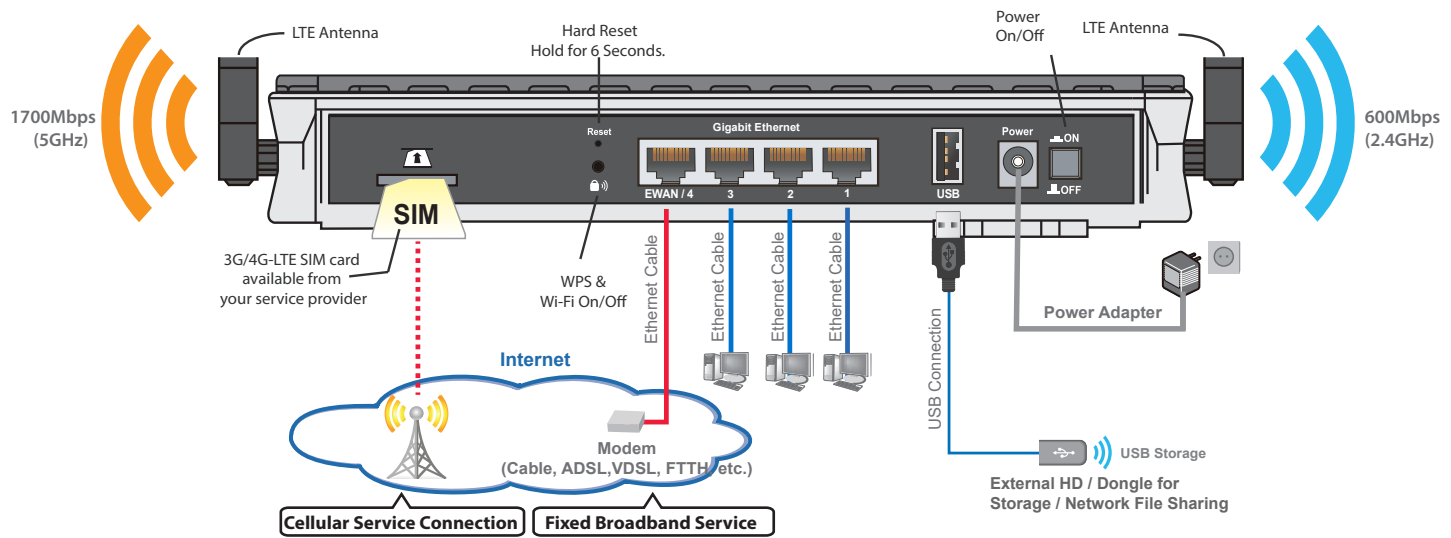 LTE Antenna
Hard Reset
Hold for 6 Seconds.
Power
On/Off
LTE Antenna
1700Mbps
(5GHz)
600Mbps
(2.4GHz)
Reset
Gigabit Ethernet
Power
ON
OFF
EWAN / 4
3
2
1
USB
SIM
3G/4G-LTE SIM card
available from
your service provider
WPS &
Wi-Fi On/Off
Ethernet Cable
Ethernet Cable
Ethernet Cable
Ethernet Cable
USB Connection
Power Adapter
Internet
Modem
(Cable, ADSL,VDSL, FTTH, etc.)
USB Storage
External HD / Dongle for
Storage / Network File Sharing
Cellular Service Connection
Fixed Broadband Service